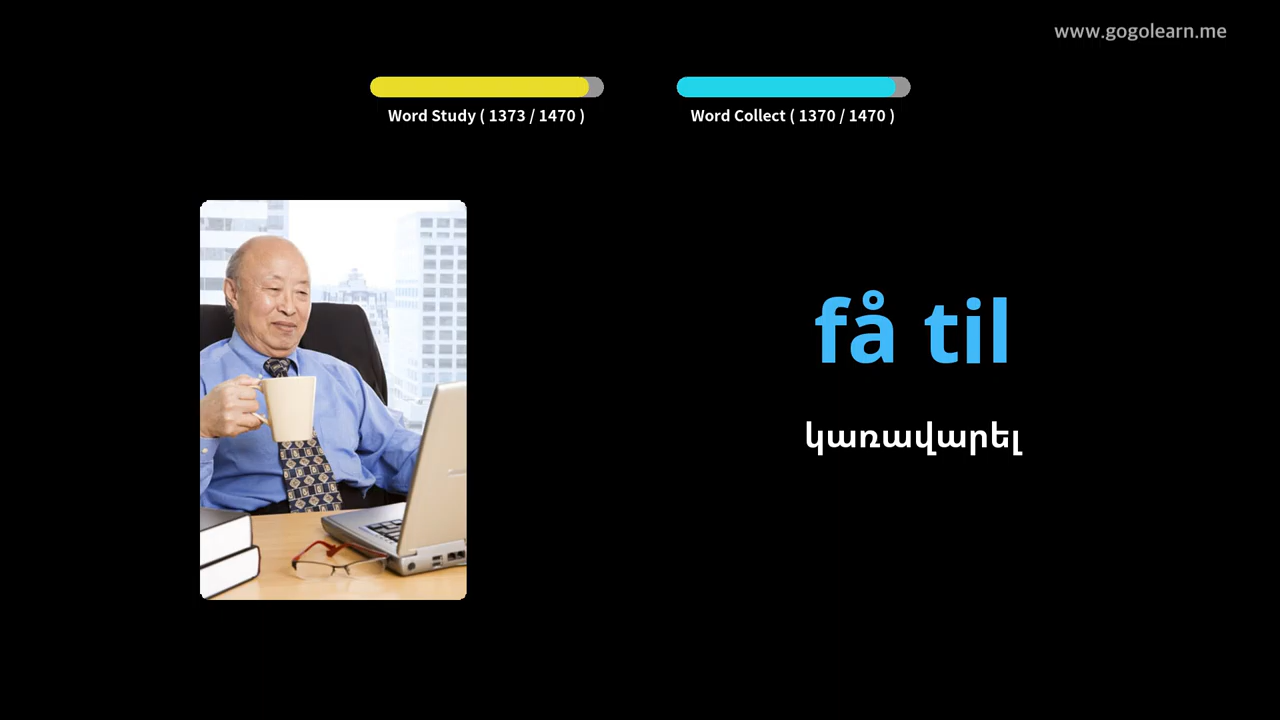 www.gogolearn.me
Word Study ( 1373 / 1470 )
Word Collect ( 1370 / 1470 )
få til
կառավարել